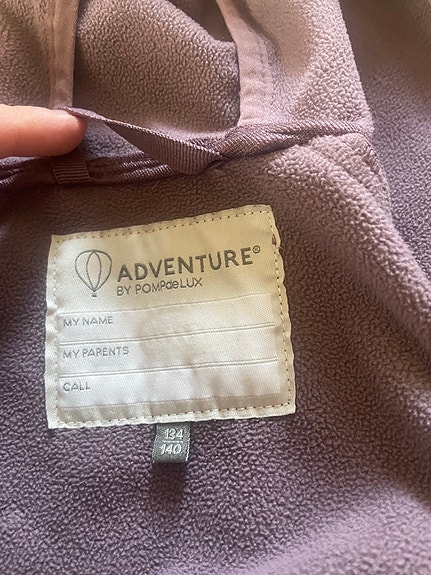 ADVENTURE®
BY POMPdeLUX
MY NAME
MY PARENTS
CALL
134
140